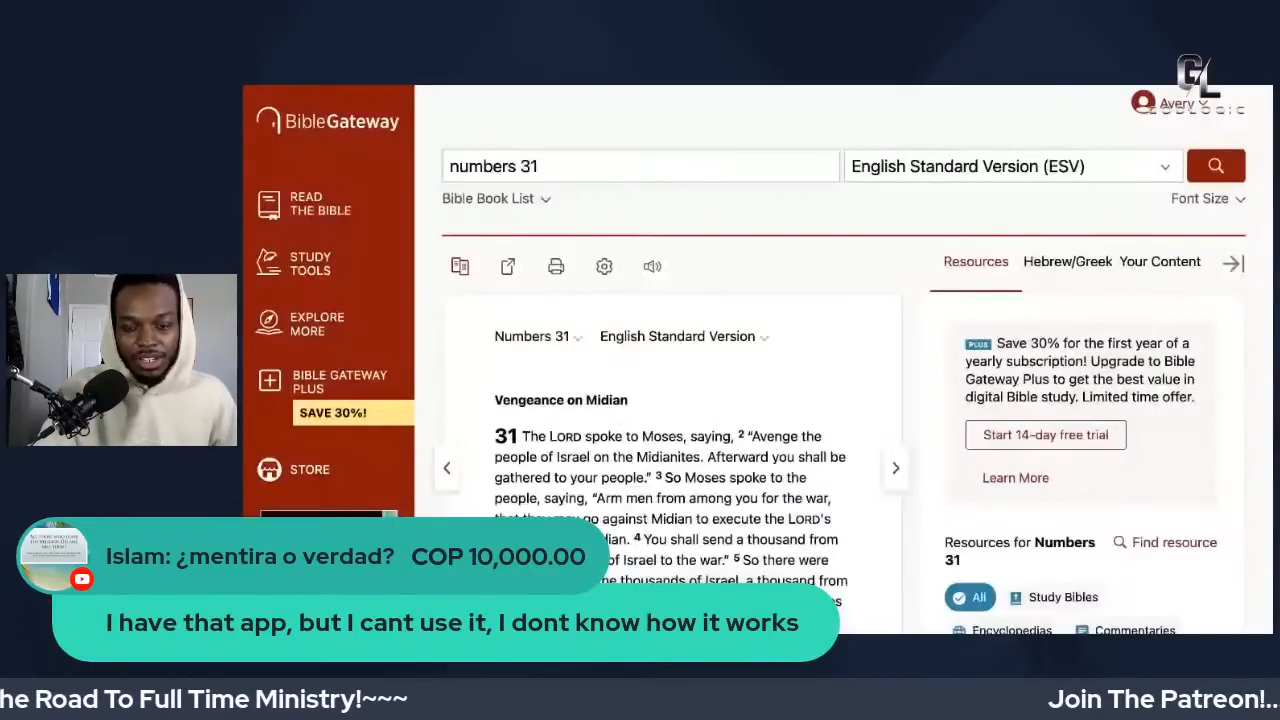 GL
GODLOGIC
Avery
BibleGateway
numbers 31
English Standard Version (ESV)
Bible Book List
Font Size
READ
THE BIBLE
STUDY
TOOLS
EXPLORE
MORE
BIBLE GATEWAY
PLUS
SAVE 30%!
STORE
Resources
Hebrew/Greek
Your Content
Numbers 31
English Standard Version
Vengeance on Midian
31 The LORD spoke to Moses, saying, 2 “Avenge the
people of Israel on the Midianites. Afterward you shall be
gathered to your people.” 3 So Moses spoke to the
people, saying, “Arm men from among you for the war,
that they may go against Midian to execute the LORD's
dian. 4 You shall send a thousand from
of Israel to the war.” 5 So there were
he thousands of Israel, a thousand from
PLUS Save 30% for the first year of a
yearly subscription! Upgrade to Bible
Gateway Plus to get the best value in
digital Bible study. Limited time offer.
Start 14-day free trial
Learn More
Resources for Numbers
31
Find resource
All
Study Bibles
Encyclopedias
Commentaries
Islam: ¿mentira o verdad? COP 10,000.00
I have that app, but I cant use it, I dont know how it works
he Road To Full Time Ministry!~~~
Join The Patreon!..